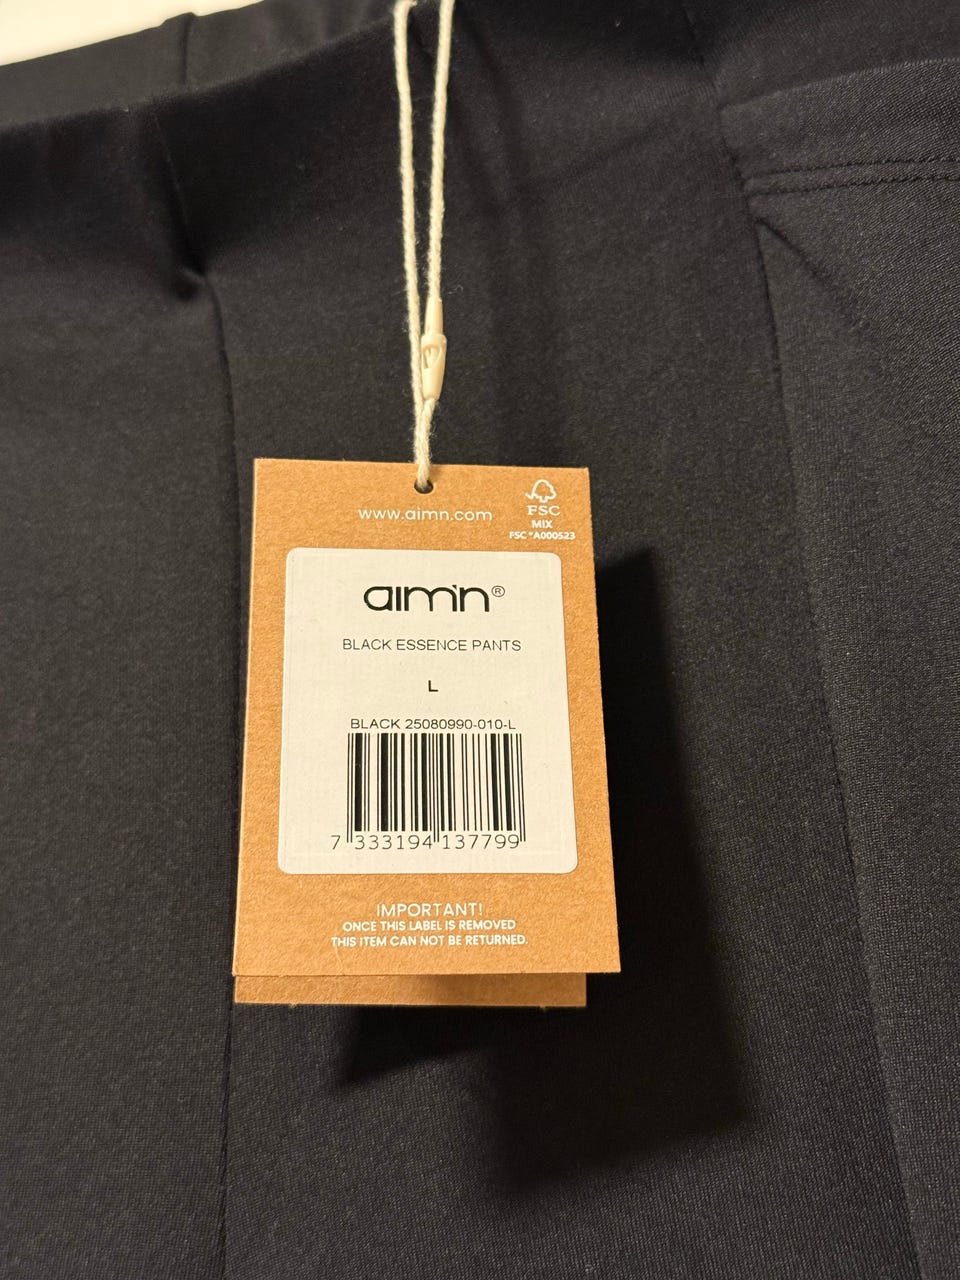 www.aimn.com
FSC
MIX
FSC® A000523
aim'n®
BLACK ESSENCE PANTS
L
BLACK 25080990-010-L
7 333194 137799
IMPORTANT!
ONCE THIS LABEL IS REMOVED
THIS ITEM CAN NOT BE RETURNED.